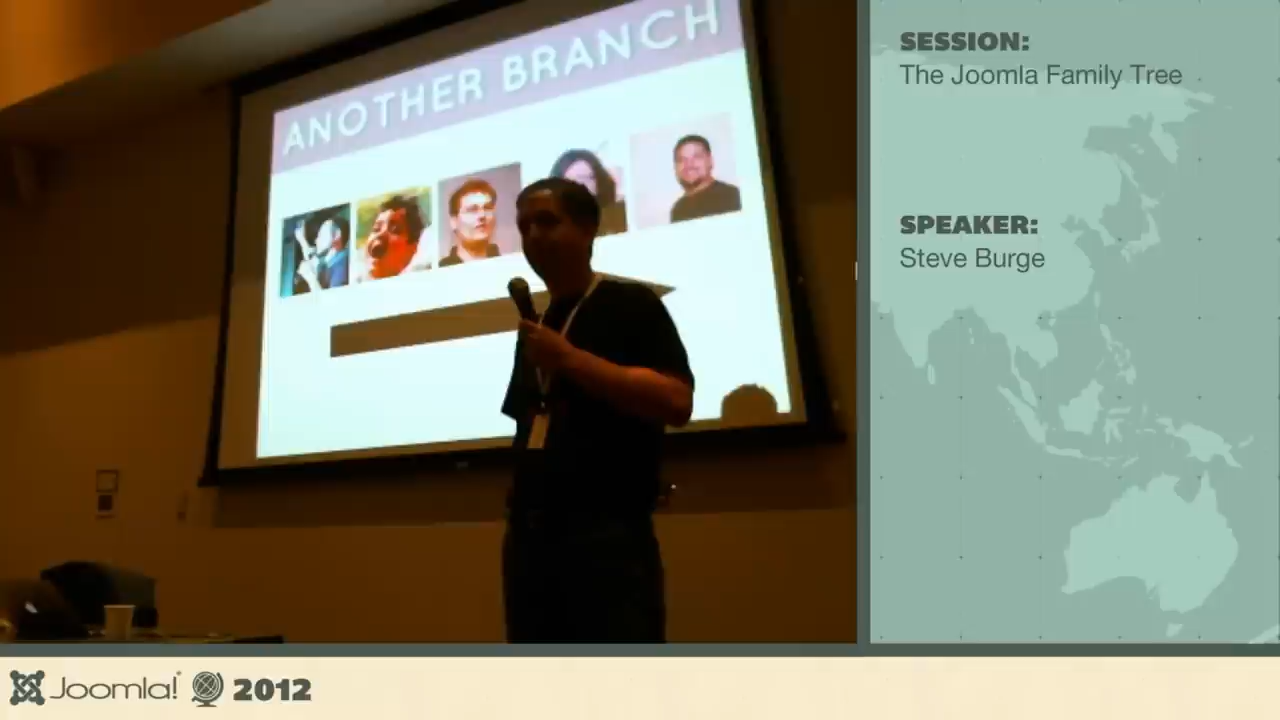 ANOTHER BRANCH
SESSION:
The Joomla Family Tree
SPEAKER:
Steve Burge
Joomla! 2012